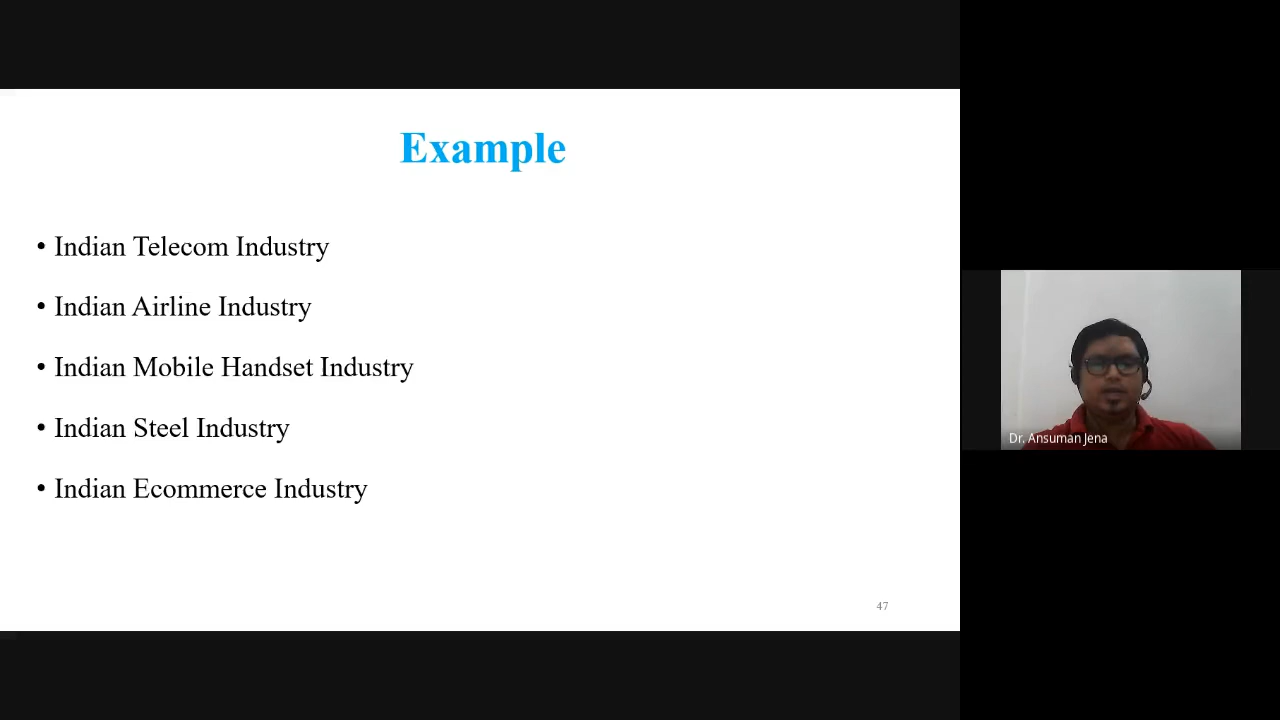 Example
• Indian Telecom Industry
• Indian Airline Industry
• Indian Mobile Handset Industry
• Indian Steel Industry
• Indian Ecommerce Industry
47
Dr. Ansuman Jena